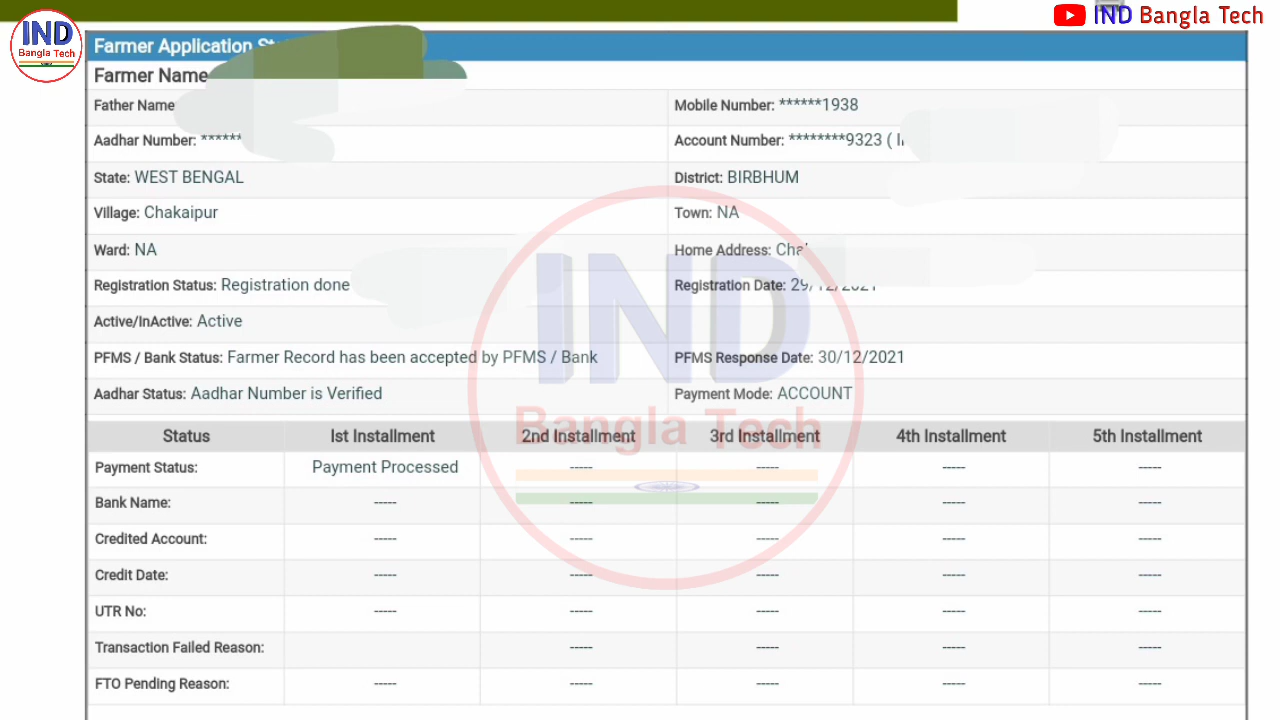 IND Bangla Tech
IND
Bangla Tech
Farmer Application
Farmer Name
Father Name
Mobile Number: ******1938
Aadhar Number: ******
Account Number: ********9323 (
State: WEST BENGAL
District: BIRBHUM
Village: Chakaipur
Town: NA
Ward: NA
Home Address:
Registration Status: Registration done
Registration Date: 29/12/2021
Active/InActive: Active
PFMS / Bank Status: Farmer Record has been accepted by PFMS / Bank
PFMS Response Date: 30/12/2021
Aadhar Status: Aadhar Number is Verified
Payment Mode: ACCOUNT
IND
Bangla Tech
Status Ist Installment 2nd Installment 3rd Installment 4th Installment 5th Installment
Payment Status: Payment Processed ----- ----- ----- -----
Bank Name: ----- ----- ----- ----- -----
Credited Account: ----- ----- ----- ----- -----
Credit Date: ----- ----- ----- ----- -----
UTR No: ----- ----- ----- ----- -----
Transaction Failed Reason: ----- ----- ----- -----
FTO Pending Reason: ----- ----- ----- ----- -----